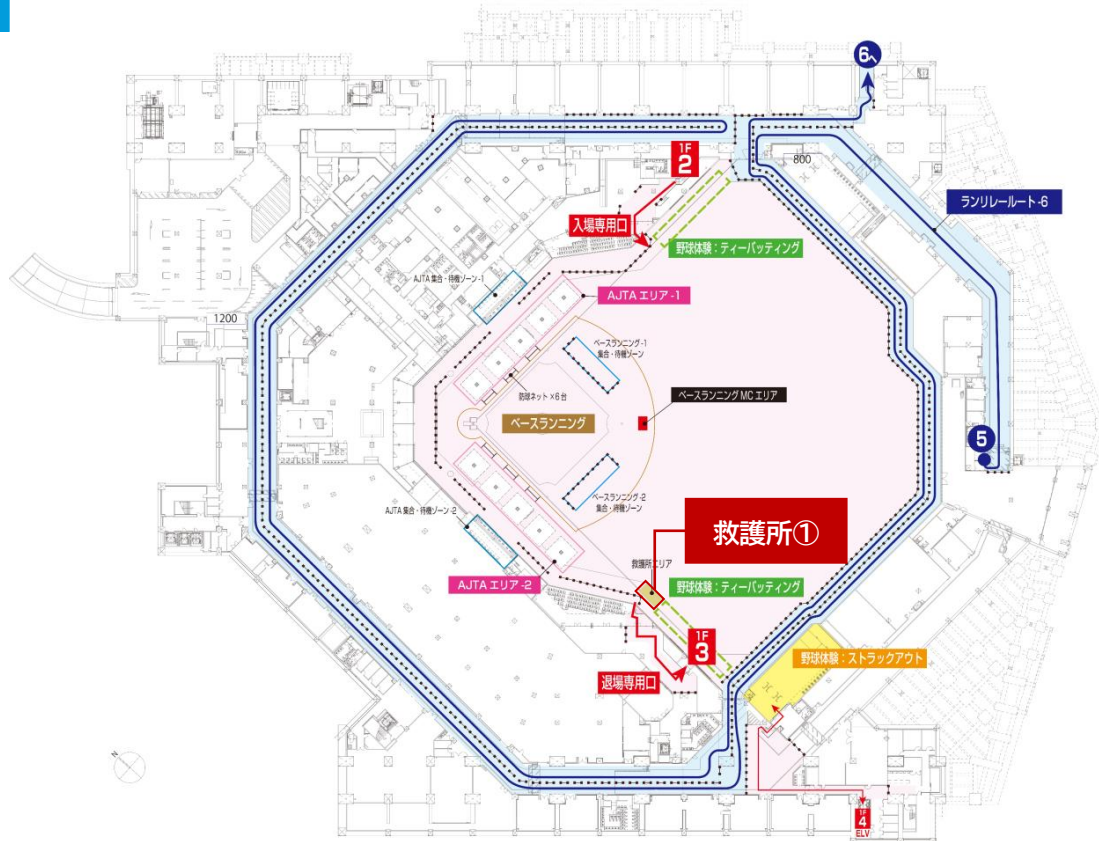 6へ
1F
2
800
ランリレールート-6
入場専用口
野球体験：ティーバッティング
AJTA 集合・待機ゾーン-1
AJTA エリア-1
1200
ベースランニング-1
集合・待機ゾーン
防球ネット×6台
ベースランニング MC エリア
ベースランニング
5
ベースランニング-2
集合・待機ゾーン
AJTA 集合・待機ゾーン-2
救護所①
救護所エリア
AJTA エリア-2
野球体験：ティーバッティング
1F
3
野球体験：ストラックアウト
退場専用口
N
1F
4
ELV